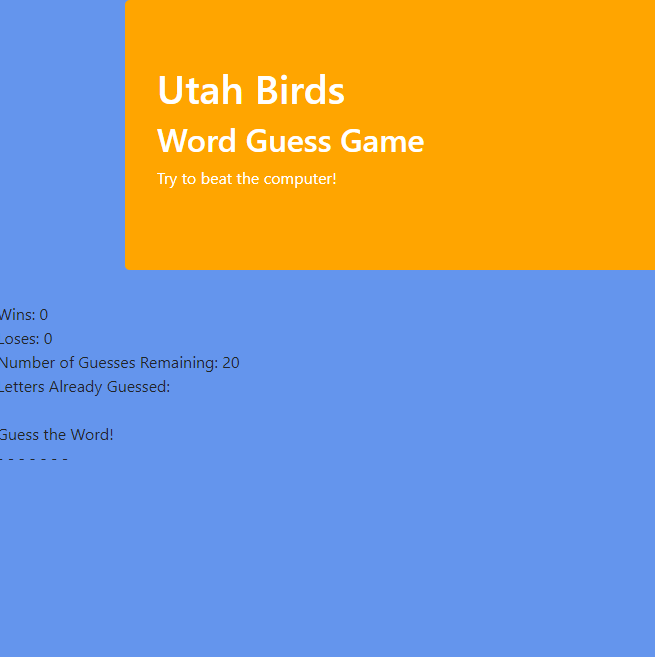 Utah Birds
Word Guess Game
Try to beat the computer!
Wins: 0
Loses: 0
Number of Guesses Remaining: 20
Letters Already Guessed:
Guess the Word!
- - - - - - -